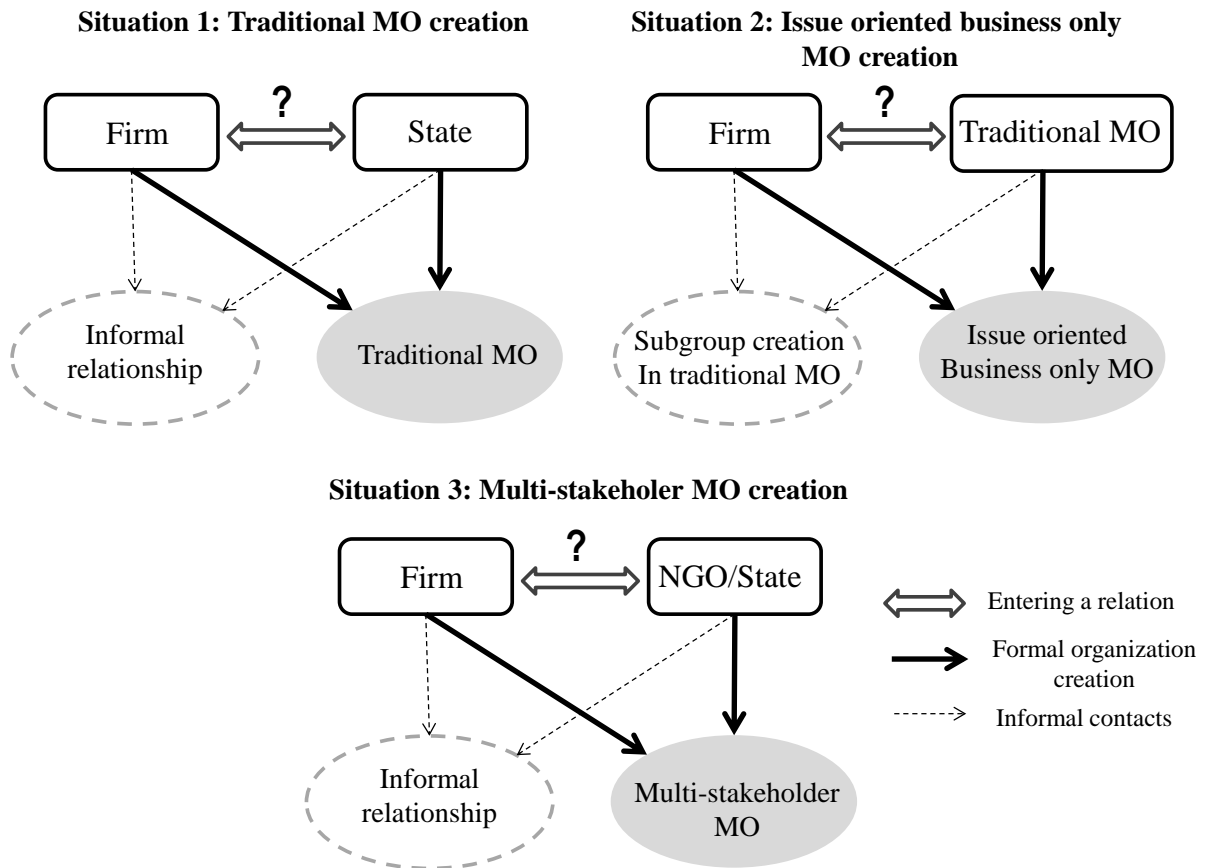 Situation 1: Traditional MO creation
?
Firm
State
Informal
relationship
Traditional MO
Situation 2: Issue oriented business only
MO creation
?
Firm
Traditional MO
Subgroup creation
In traditional MO
Issue oriented
Business only MO
Situation 3: Multi-stakeholer MO creation
?
Firm
NGO/State
Informal
relationship
Multi-stakeholder
MO
Entering a relation
Formal organization
creation
Informal contacts